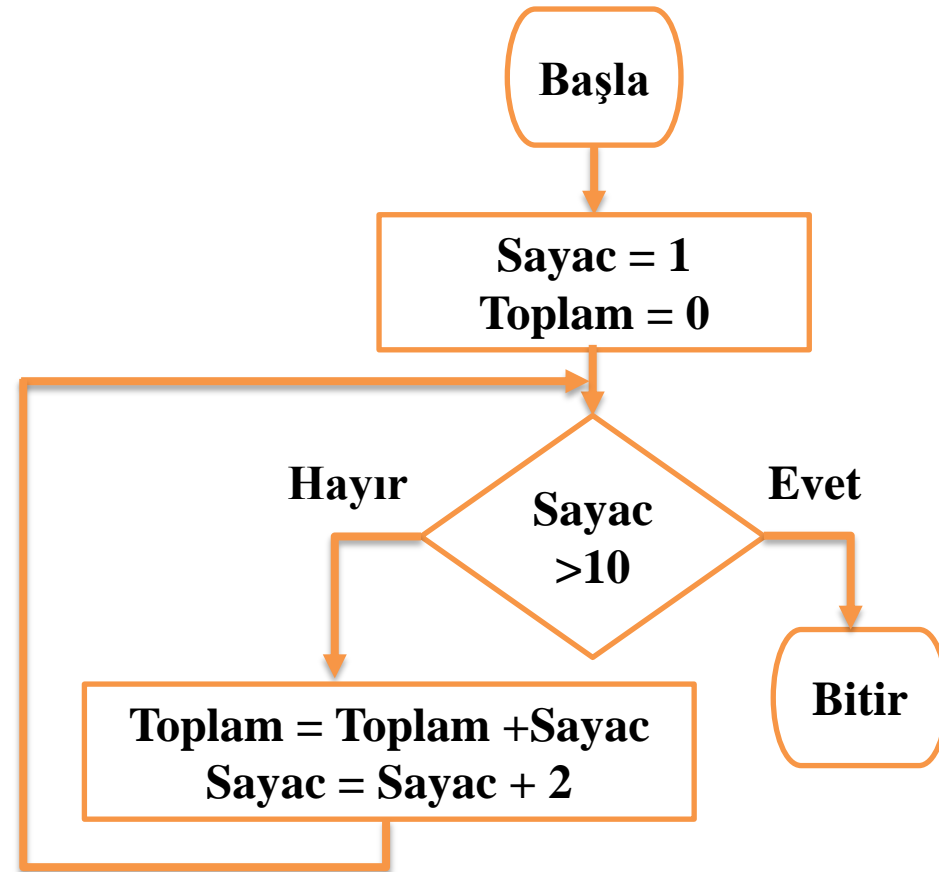 Başla
Sayac = 1
Toplam = 0
Hayır
Evet
Sayac
>10
Toplam = Toplam +Sayac
Sayac = Sayac + 2
Bitir